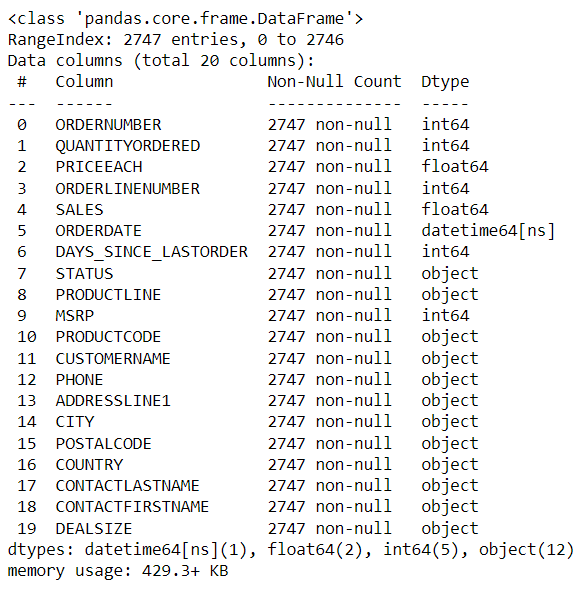 <class 'pandas.core.frame.DataFrame'>
RangeIndex: 2747 entries, 0 to 2746
Data columns (total 20 columns):
 #   Column              Non-Null Count  Dtype
---  ------              --------------  -----
 0   ORDERNUMBER         2747 non-null   int64
 1   QUANTITYORDERED     2747 non-null   int64
 2   PRICEEACH           2747 non-null   float64
 3   ORDERLINENUMBER     2747 non-null   int64
 4   SALES               2747 non-null   float64
 5   ORDERDATE           2747 non-null   datetime64[ns]
 6   DAYS_SINCE_LASTORDER  2747 non-null   int64
 7   STATUS              2747 non-null   object
 8   PRODUCTLINE         2747 non-null   object
 9   MSRP                2747 non-null   int64
 10  PRODUCTCODE         2747 non-null   object
 11  CUSTOMERNAME        2747 non-null   object
 12  PHONE               2747 non-null   object
 13  ADDRESSLINE1        2747 non-null   object
 14  CITY                2747 non-null   object
 15  POSTALCODE          2747 non-null   object
 16  COUNTRY             2747 non-null   object
 17  CONTACTLASTNAME     2747 non-null   object
 18  CONTACTFIRSTNAME    2747 non-null   object
 19  DEALSIZE            2747 non-null   object
dtypes: datetime64[ns](1), float64(2), int64(5), object(12)
memory usage: 429.3+ KB